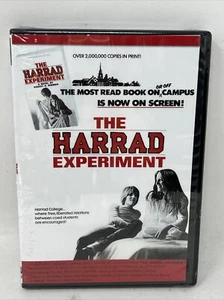 OVER 2,000,000 COPIES IN PRINT!
THE
HARRAD
EXPERIMENT
OR OFF
THE MOST READ BOOK ON, CAMPUS
IS NOW ON SCREEN!
THE
HARRAD
EXPERIMENT
Harrad College...
where free, liberated relations
between coed students
are encouraged!